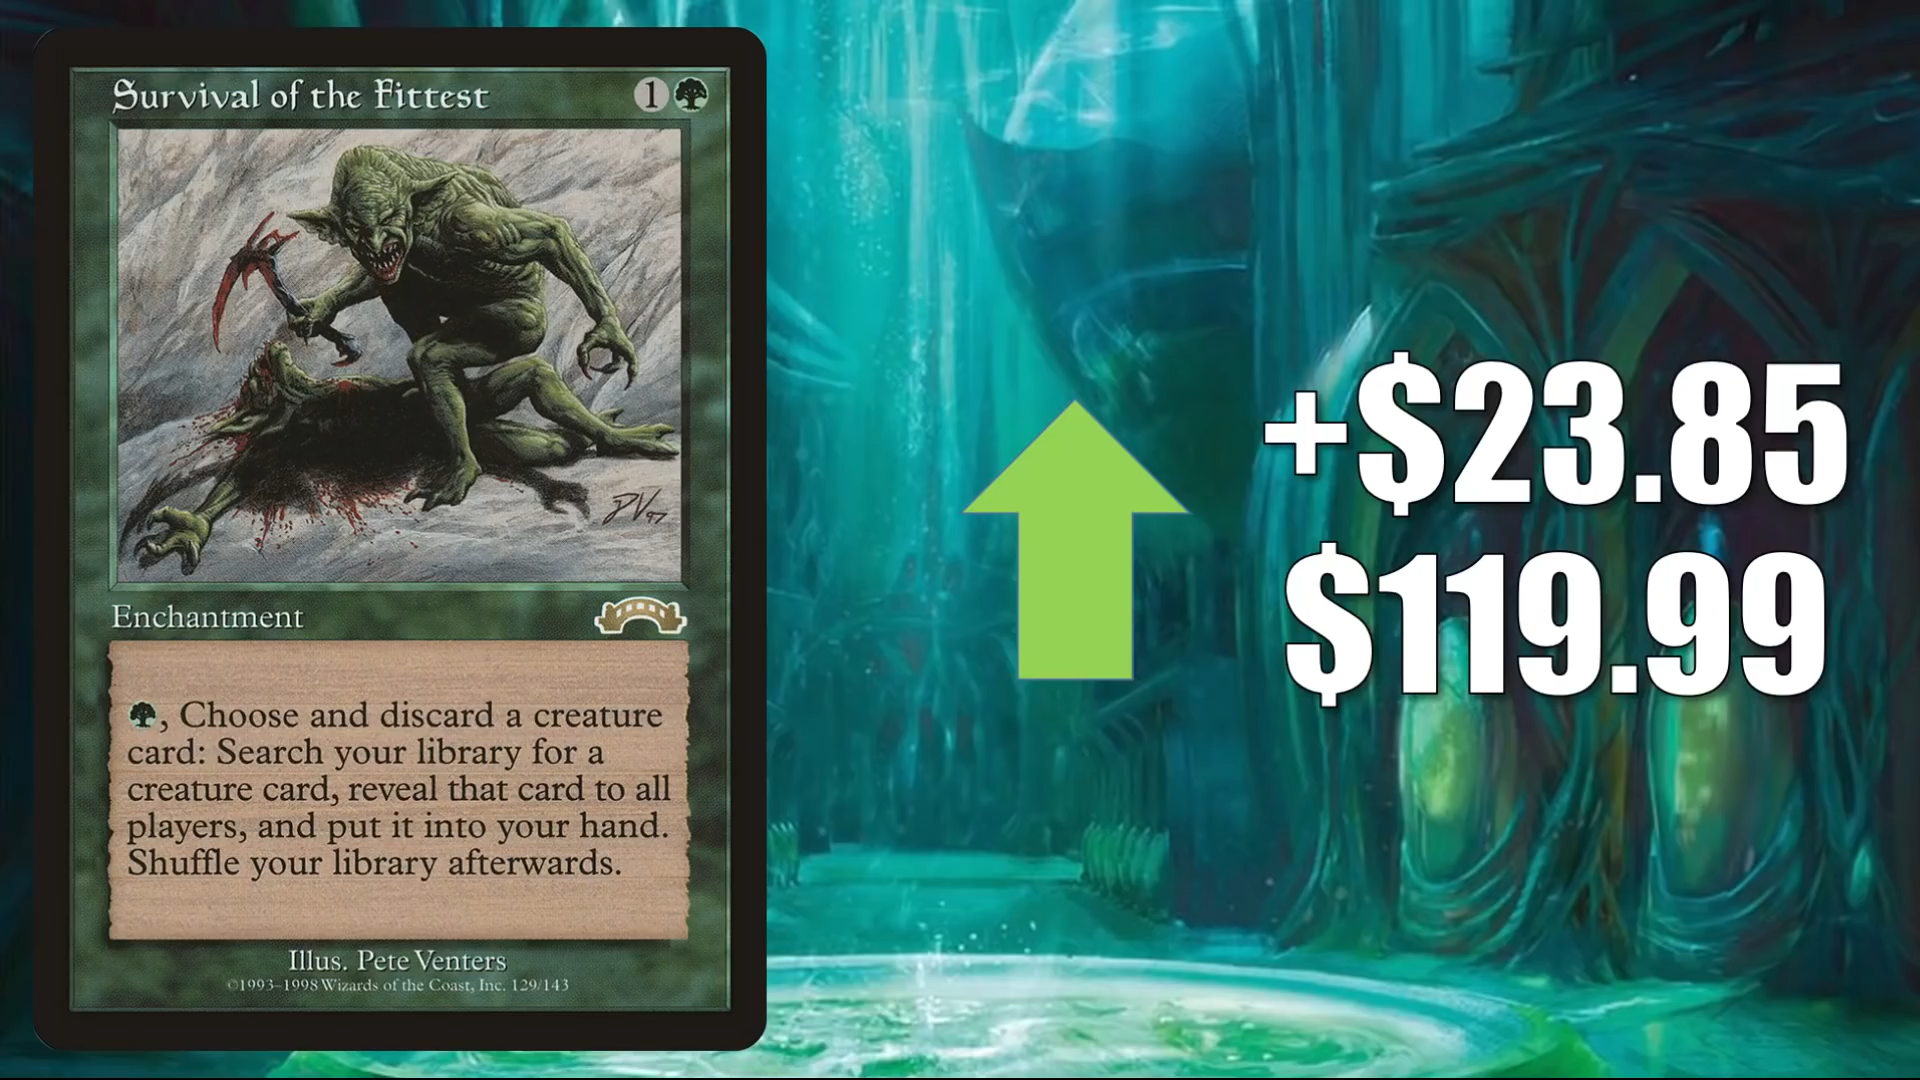 Survival of the Fittest 1
Enchantment
, Choose and discard a creature
card: Search your library for a
creature card, reveal that card to all
players, and put it into your hand.
Shuffle your library afterwards.
Illus. Pete Venters
©1993–1998 Wizards of the Coast, Inc. 129/143
PV97
+$23.85
$119.99